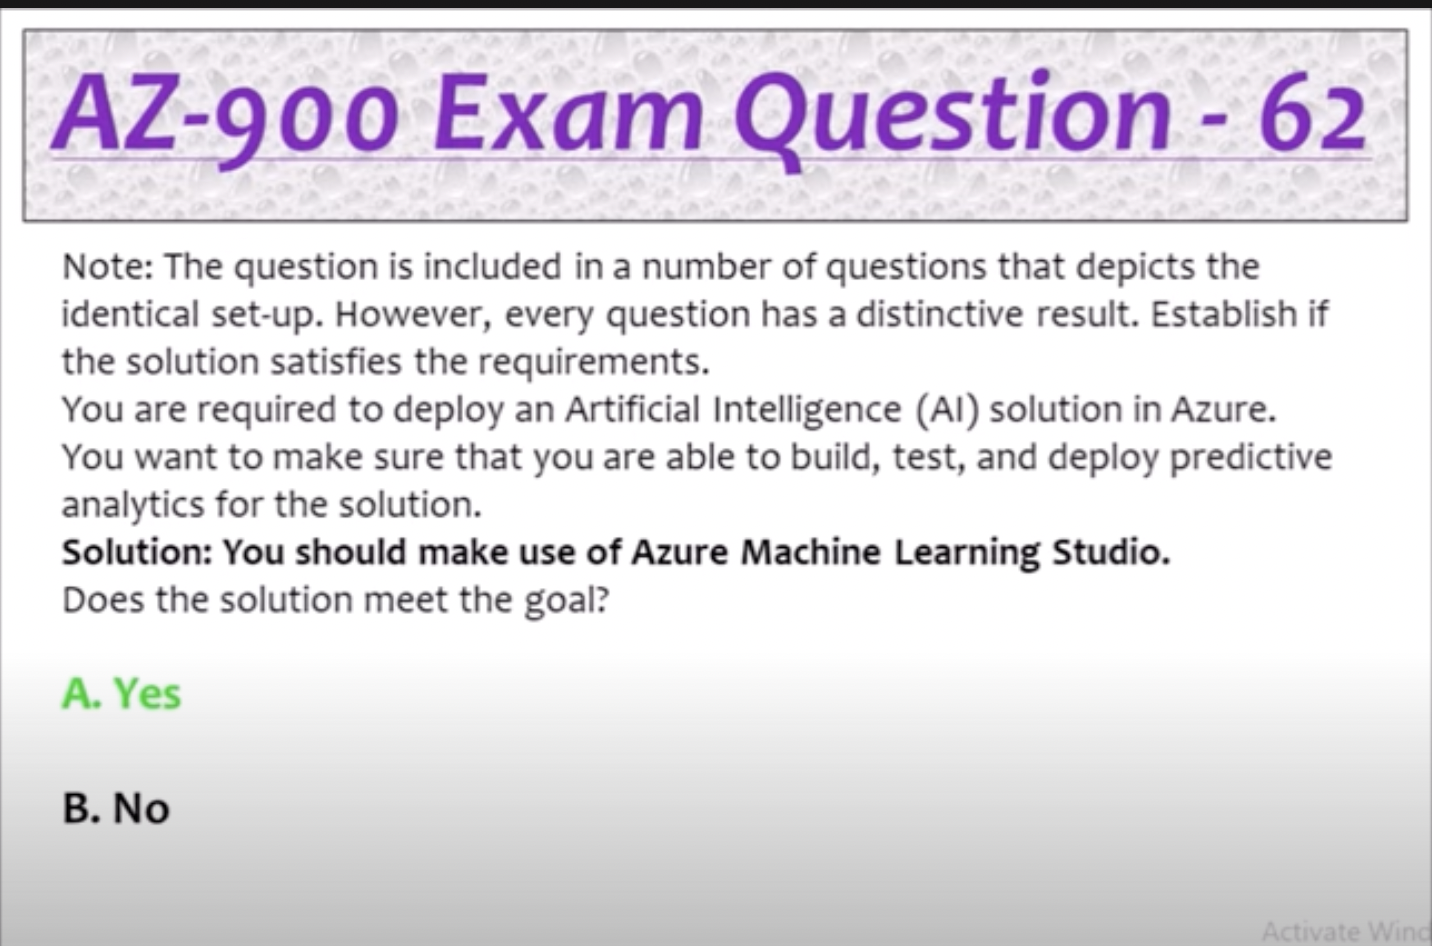 AZ-900 Exam Question - 62
Note: The question is included in a number of questions that depicts the
identical set-up. However, every question has a distinctive result. Establish if
the solution satisfies the requirements.
You are required to deploy an Artificial Intelligence (AI) solution in Azure.
You want to make sure that you are able to build, test, and deploy predictive
analytics for the solution.
Solution: You should make use of Azure Machine Learning Studio.
Does the solution meet the goal?
A. Yes
B. No
Activate Wind